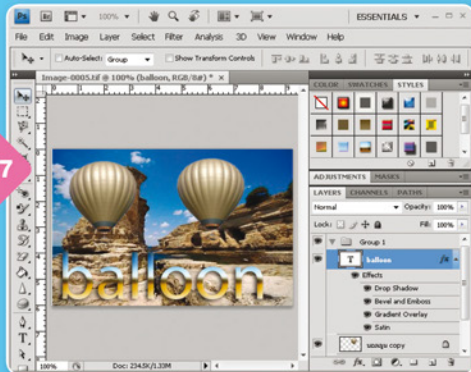 Ps Br 100% ESSENTIALS
File Edit Image Layer Select Filter Analysis 3D View Window Help
Auto-Select: Group Show Transform Controls
Image-0005.tif @ 100% (balloon, RGB/8#) *
COLOR SWATCHES STYLES
7
ADJUSTMENTS MASKS
LAYERS CHANNELS PATHS
Normal Opacity: 100%
Lock: Fill: 100%
Group 1
T balloon fx
Effects
Drop Shadow
Bevel and Emboss
Gradient Overlay
Satin
copy
balloon
100% Doc: 234.5K/1.33M